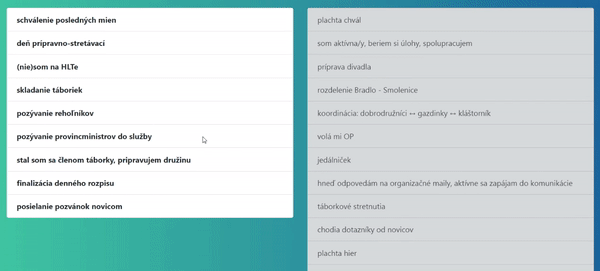 schválenie posledných mien
deň prípravno-stretávací
(nie)som na HLTe
skladanie táboriek
pozývanie rehoľníkov
pozývanie provincministrov do služby
stal som sa členom táborky, pripravujem družinu
finalizácia denného rozpisu
posielanie pozvánok novicom
plachta chvál
som aktívna/y, beriem si úlohy, spolupracujem
príprava divadla
rozdelenie Bradlo - Smolenice
koordinácia: dobrodružníci ↔ gazdinky ↔ kláštorník
volá mi OP
jedálníček
hneď odpovedám na organizačné maily, aktívne sa zapájam do komunikácie
táborkové stretnutia
chodia dotazníky od novicov
plachta hier